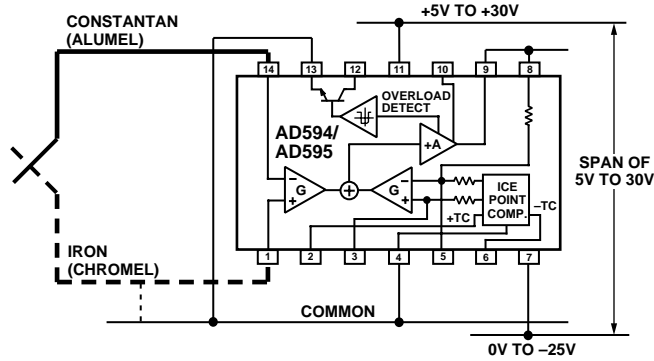 +5V TO +30V
CONSTANTAN
(ALUMEL)
14
13
12
11
10
9
8
OVERLOAD
DETECT
AD594/
AD595
+A
SPAN OF
5V TO 30V
–
G
+
–
G
+
ICE
POINT
COMP.
–TC
+TC
IRON
(CHROMEL)
1
2
3
4
5
6
7
COMMON
0V TO –25V